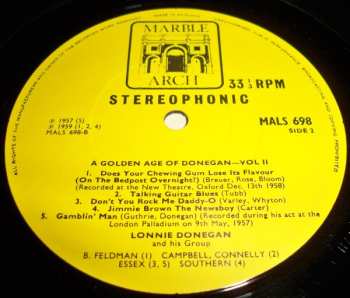 MARBLE
ARCH
33⅓ RPM
STEREOPHONIC
℗ 1957 (5)
℗ 1959 (1, 2, 4)
MALS 698-B
MALS 698
SIDE 2
A GOLDEN AGE OF DONEGAN—VOL II
1. Does Your Chewing Gum Lose Its Flavour
(On The Bedpost Overnight?) (Breuer, Rose, Bloom)
(Recorded at the New Theatre, Oxford Dec. 13th 1958)
2. Talking Guitar Blues (Tubb)
3. Don't You Rock Me Daddy-O (Varley, Whyton)
4. Jimmie Brown The Newsboy (Carter)
5. Gamblin' Man (Guthrie, Donegan) (Recorded during his act at the
London Palladium on 9th May, 1957)
LONNIE DONEGAN
and his Group
B. FELDMAN (1) CAMPBELL, CONNELLY (2)
ESSEX (3, 5) SOUTHERN (4)